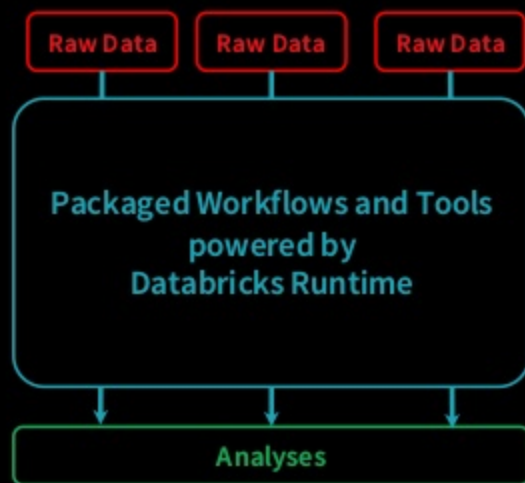 Raw Data Raw Data Raw Data
Packaged Workflows and Tools
powered by
Databricks Runtime
Analyses